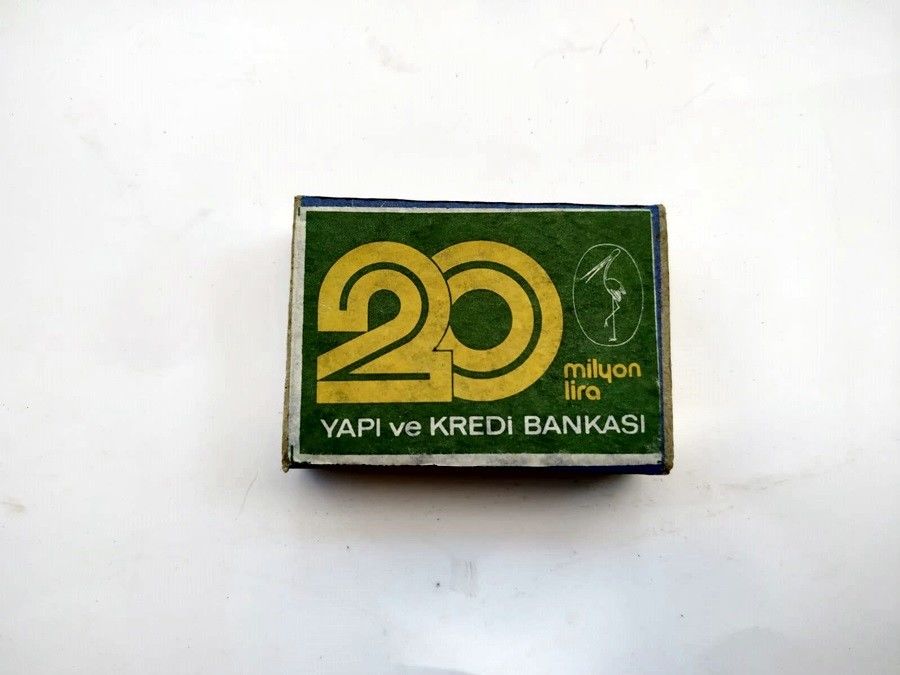 20
milyon
lira
YAPI ve KREDİ BANKASI